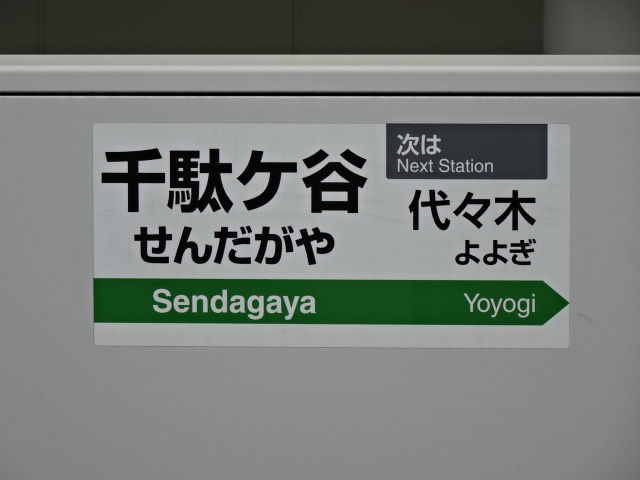 千駄ケ谷
せんだがや
Sendagaya
次は
Next Station
代々木
よよぎ
Yoyogi